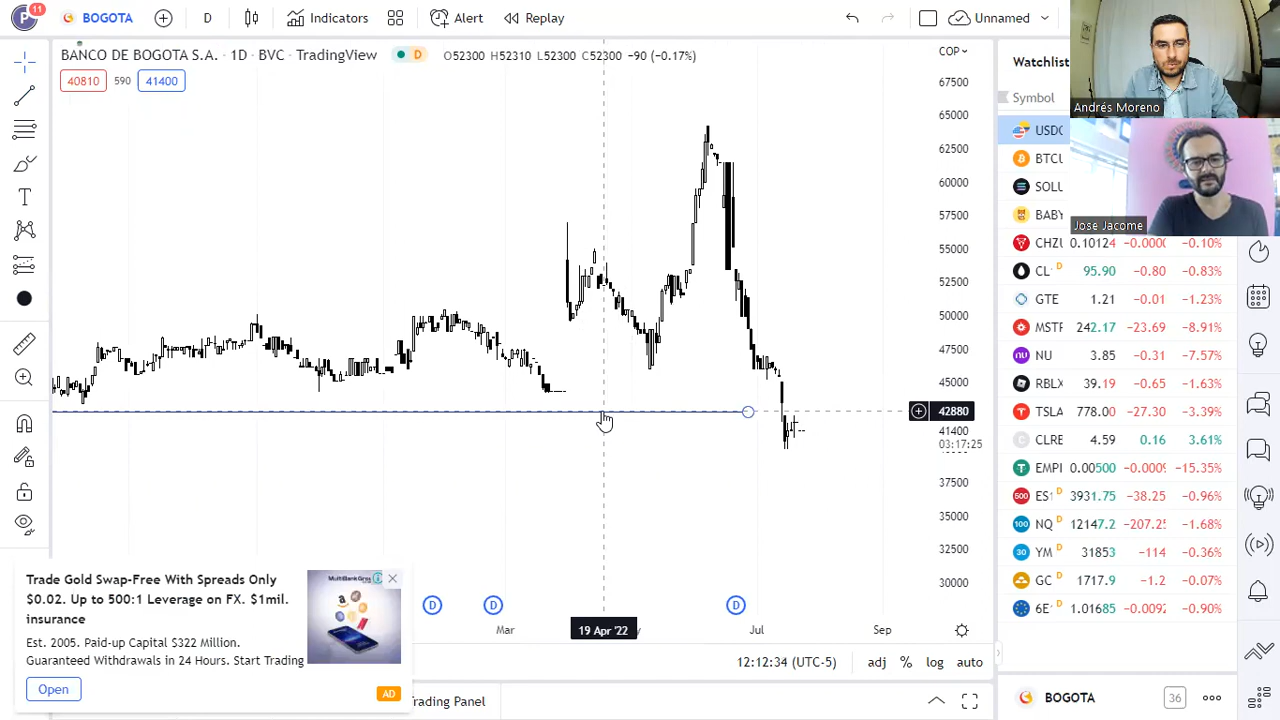 P 11 BOGOTA D Indicators Alert Replay Unnamed
BANCO DE BOGOTA S.A. · 1D · BVC · TradingView D O52300 H52310 L52300 C52300 −90 (−0.17%)
COP
40810 590 41400
67500
65000
62500
60000
57500
55000
52500
50000
47500
45000
42880
41400
03:17:25
37500
35000
32500
30000
Watchlist
Symbol
USDC
BTCU
SOLU
BABY
CHZU 0.10124 −0.0000 −0.10%
CL D 95.90 −0.80 −0.83%
GTE 1.21 −0.01 −1.23%
MSTR 242.17 −23.69 −8.91%
NU 3.85 −0.31 −7.57%
RBLX 39.19 −0.65 −1.63%
TSLA 778.00 −27.30 −3.39%
CLRE 4.59 0.16 3.61%
EMPI 0.00500 −0.0009 −15.35%
500 ES1 D 3931.75 −38.25 −0.96%
100 NQ D 12147.2 −207.25 −1.68%
30 YM D 31853 −114 −0.36%
GC D 1717.9 −1.2 −0.07%
6E D 1.01685 −0.0092 −0.90%
Andrés Moreno
Jose Jacome
D D D
Mar 19 Apr '22 Jul Sep
12:12:34 (UTC-5) adj % log auto
Trading Panel
BOGOTA 36
Trade Gold Swap-Free With Spreads Only
$0.02. Up to 500:1 Leverage on FX. $1mil.
insurance
Est. 2005. Paid-up Capital $322 Million.
Guaranteed Withdrawals in 24 Hours. Start Trading
Open
AD